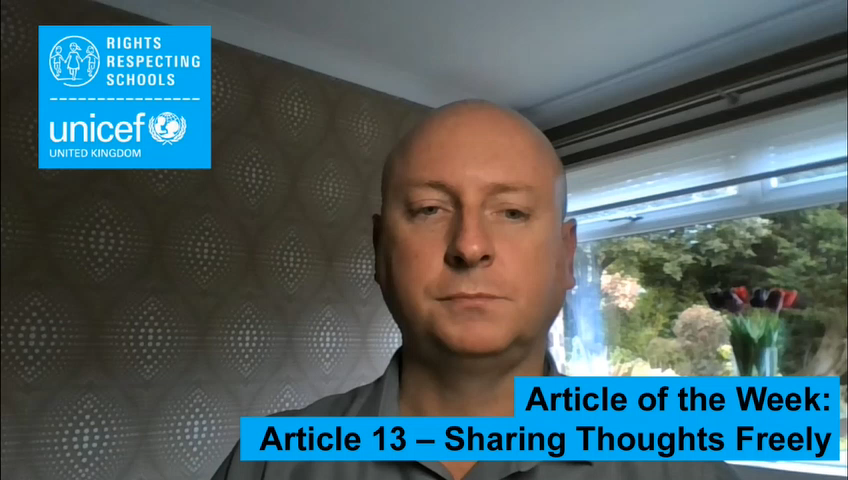 RIGHTS
RESPECTING
SCHOOLS
unicef
UNITED KINGDOM
Article of the Week:
Article 13 – Sharing Thoughts Freely